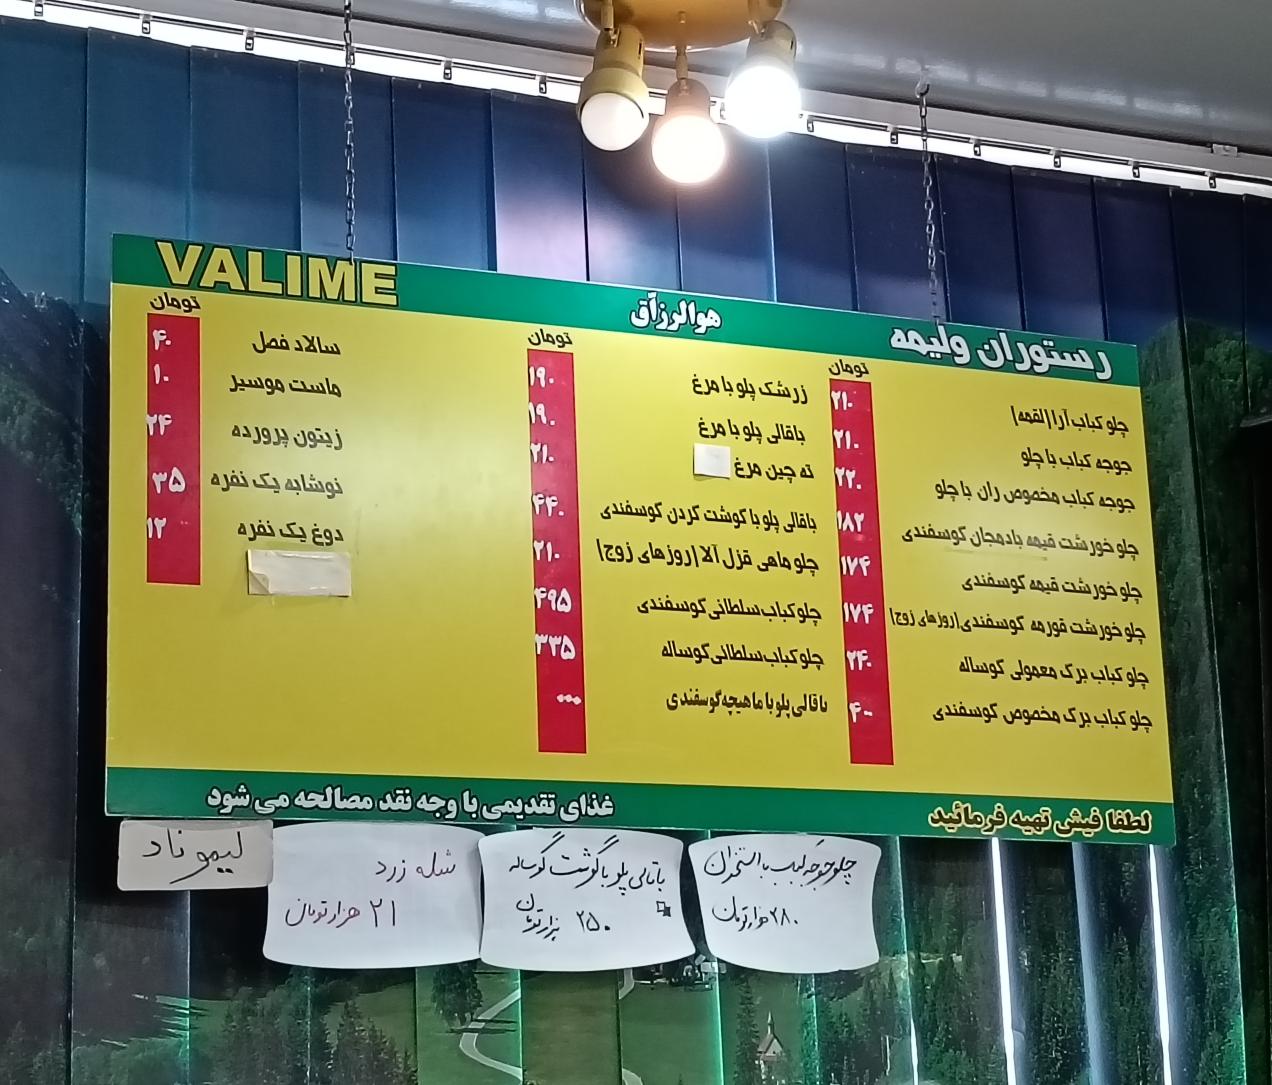 رستوران ولیمه
هوالرزاق
VALIME
تومان
چلو کباب آرا (لقمه) ۲۱۰
جوجه کباب با چلو ۲۱۰
جوجه کباب مخصوص ران با چلو ۲۲۰
چلو خورشت قیمه بادمجان گوسفندی ۱۸۲
چلو خورشت قیمه گوسفندی ۱۷۴
چلو خورشت قورمه گوسفندی (روزهای زوج) ۱۷۴
چلو کباب برگ معمولی گوساله ۲۴۰
چلو کباب برگ مخصوص گوسفندی ۴۰۰
تومان
زرشک پلو با مرغ ۱۹۰
باقالی پلو با مرغ ۱۹۰
ته چین مرغ ۲۱۰
باقالی پلو با گوشت گردن گوسفندی ۴۴۰
چلو ماهی قزل آلا (روزهای زوج) ۲۱۰
چلو کباب سلطانی گوسفندی ۴۹۵
چلو کباب سلطانی گوساله ۳۳۵
باقالی پلو با ماهیچه گوسفندی ۰۰۰
تومان
سالاد فصل ۴۰
ماست موسیر ۱۰
زیتون پرورده ۲۴
نوشابه یک نفره ۳۵
دوغ یک نفره ۱۲
لطفا فیش تهیه فرمائید
غذای تقدیمی با وجه نقد مصالحه می شود
چلو جوجه کباب با استخوان
۲۸۰ هزار تومان
باقالی پلو با گوشت گوساله
۲۵۰ هزار تومان
شله زرد
۲۱ هزار تومان
لیموناد